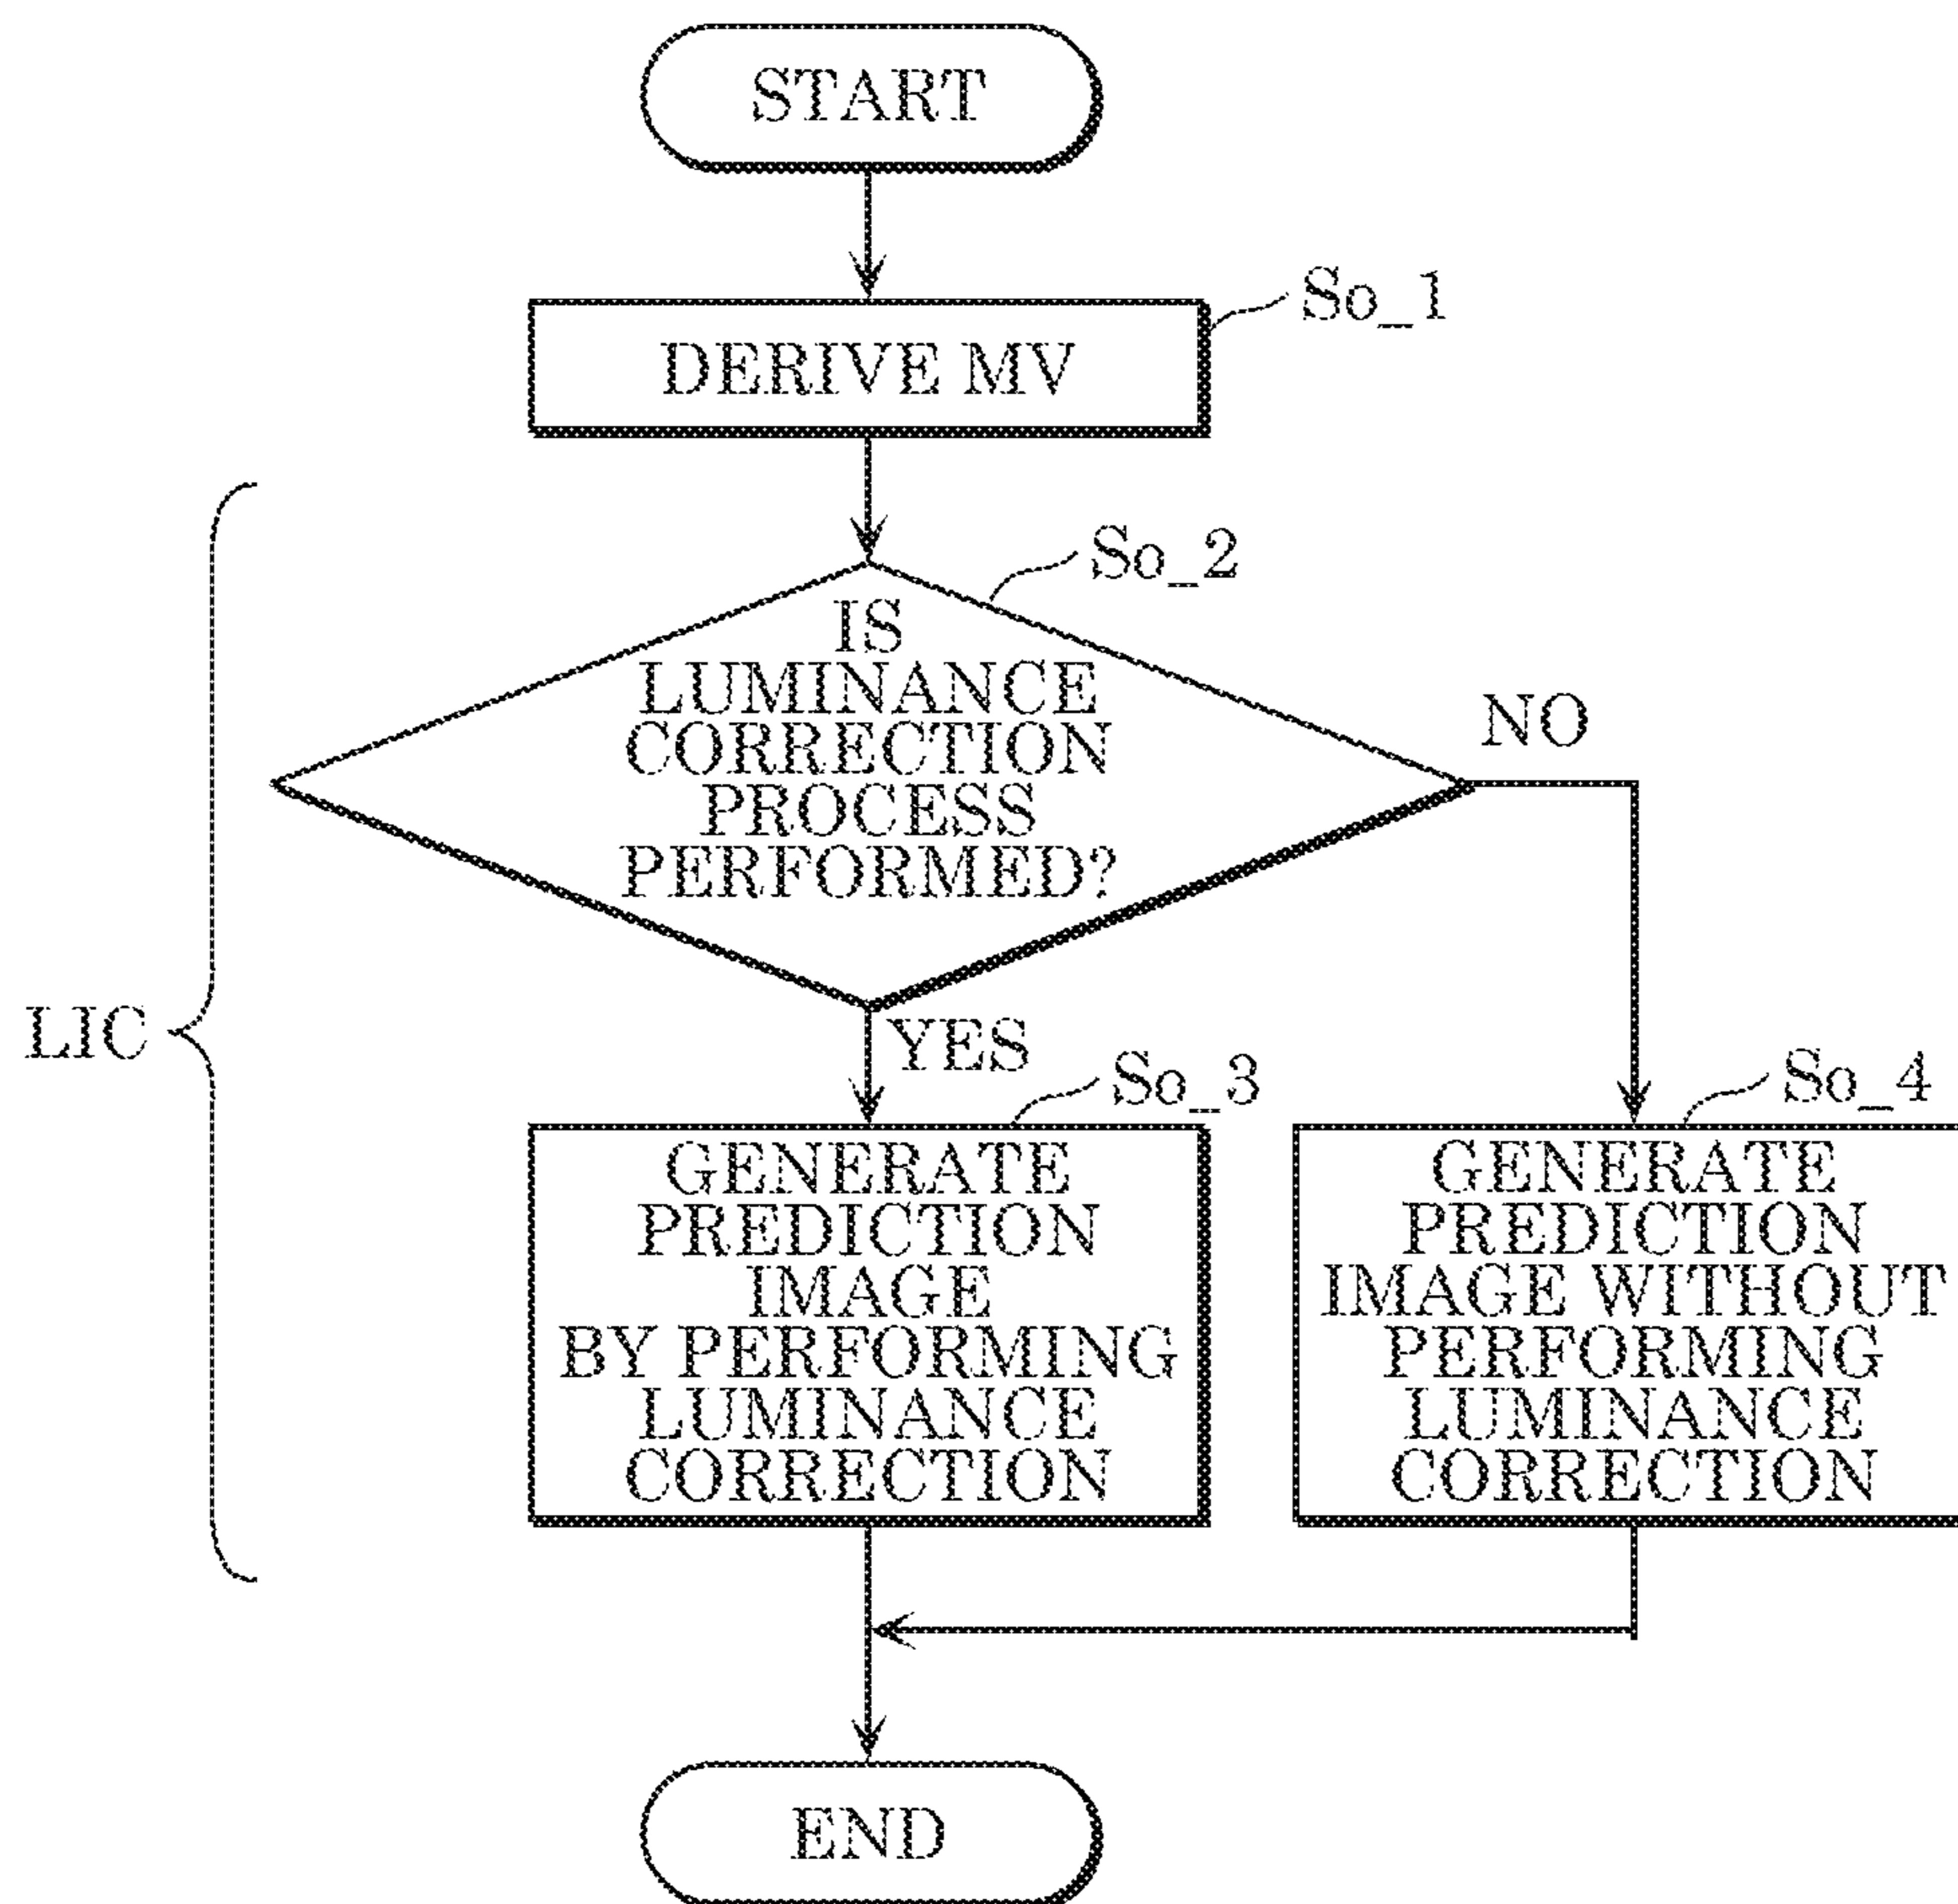 START
So_1
DERIVE MV
So_2
IS
LUMINANCE
CORRECTION
PROCESS
PERFORMED?
NO
LIC
YES
So_3
GENERATE
PREDICTION
IMAGE
BY PERFORMING
LUMINANCE
CORRECTION
So_4
GENERATE
PREDICTION
IMAGE WITHOUT
PERFORMING
LUMINANCE
CORRECTION
END